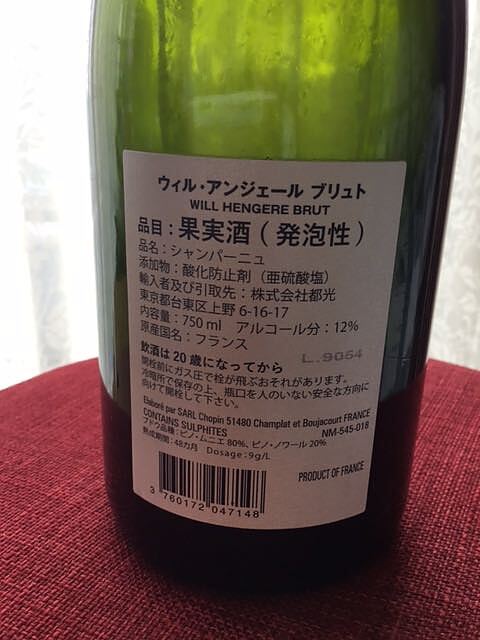 ウィル・アンジェール ブリュト
WILL HENGERE BRUT
品目：果実酒（発泡性）
品名：シャンパーニュ
添加物：酸化防止剤（亜硫酸塩）
輸入者及び引取先：株式会社都光
東京都台東区上野 6-16-17
内容量：750 ml アルコール分：12%
原産国名：フランス
L.9064
飲酒は20歳になってから
開栓前にガス圧で栓が飛ぶおそれがあります。
冷暗所で保存の上、瓶口を人のいない安全な方向に
向けて開栓して下さい。
Elaboré par SARL Chopin 51480 Champlat et Boujacourt FRANCE
CONTAINS SULPHITES
NM-545-018
ブドウ品種：ピノ・ムニエ 80%、ピノ・ノワール 20%
熟成期間：48カ月 Dosage：9g/L
PRODUCT OF FRANCE
3 760172 047148